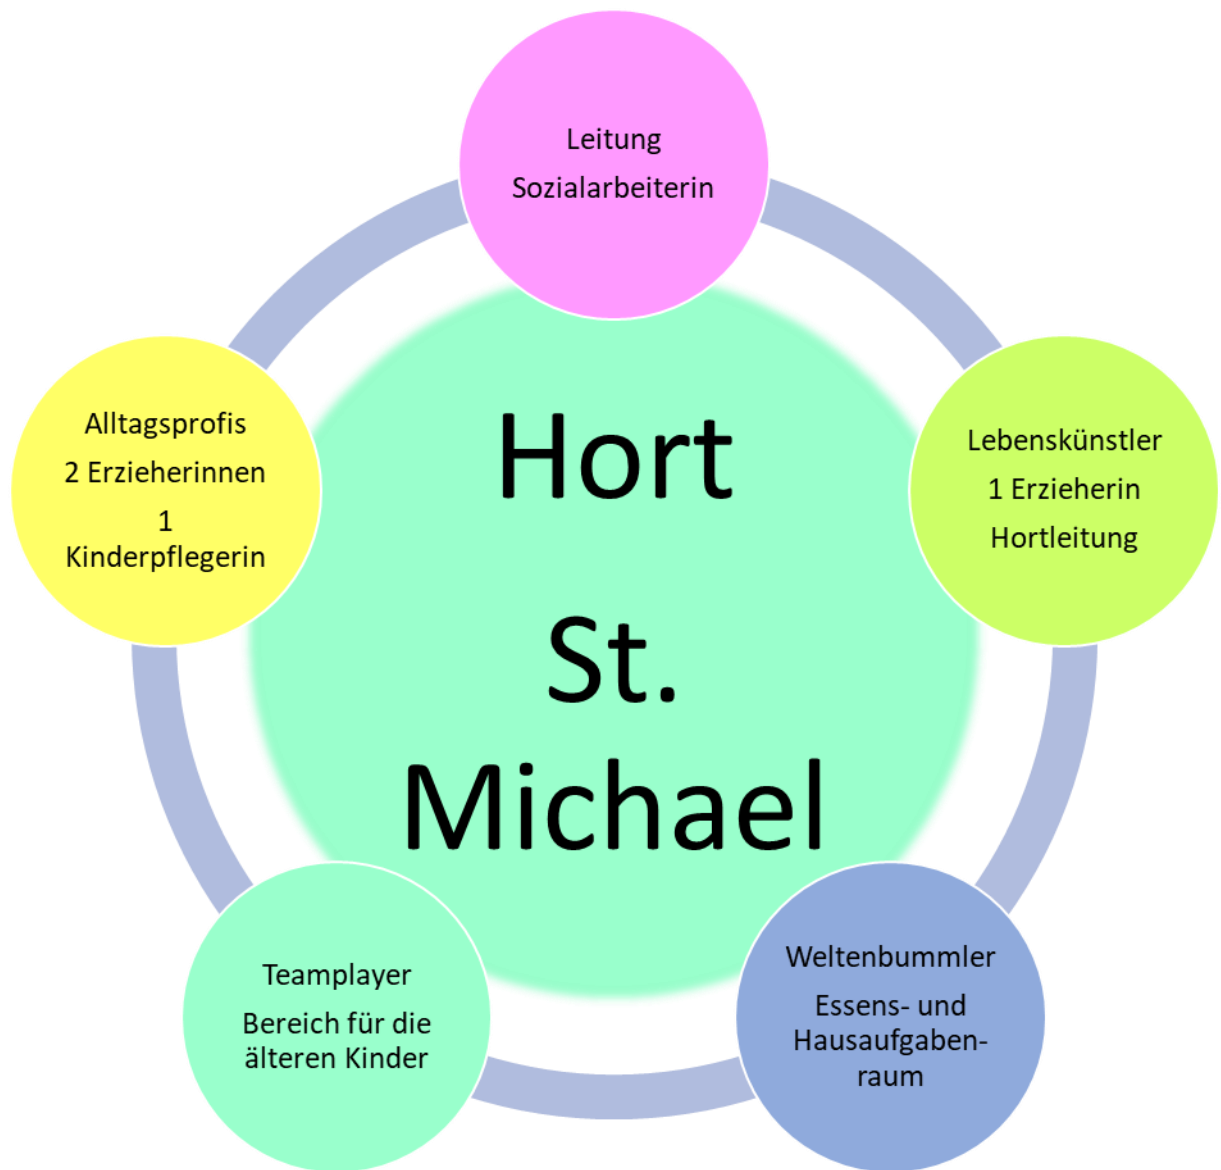 Leitung
Sozialarbeiterin
Alltagsprofis
2 Erzieherinnen
1
Kinderpflegerin
Hort
St.
Michael
Lebenskünstler
1 Erzieherin
Hortleitung
Teamplayer
Bereich für die
älteren Kinder
Weltenbummler
Essens- und
Hausaufgaben-
raum